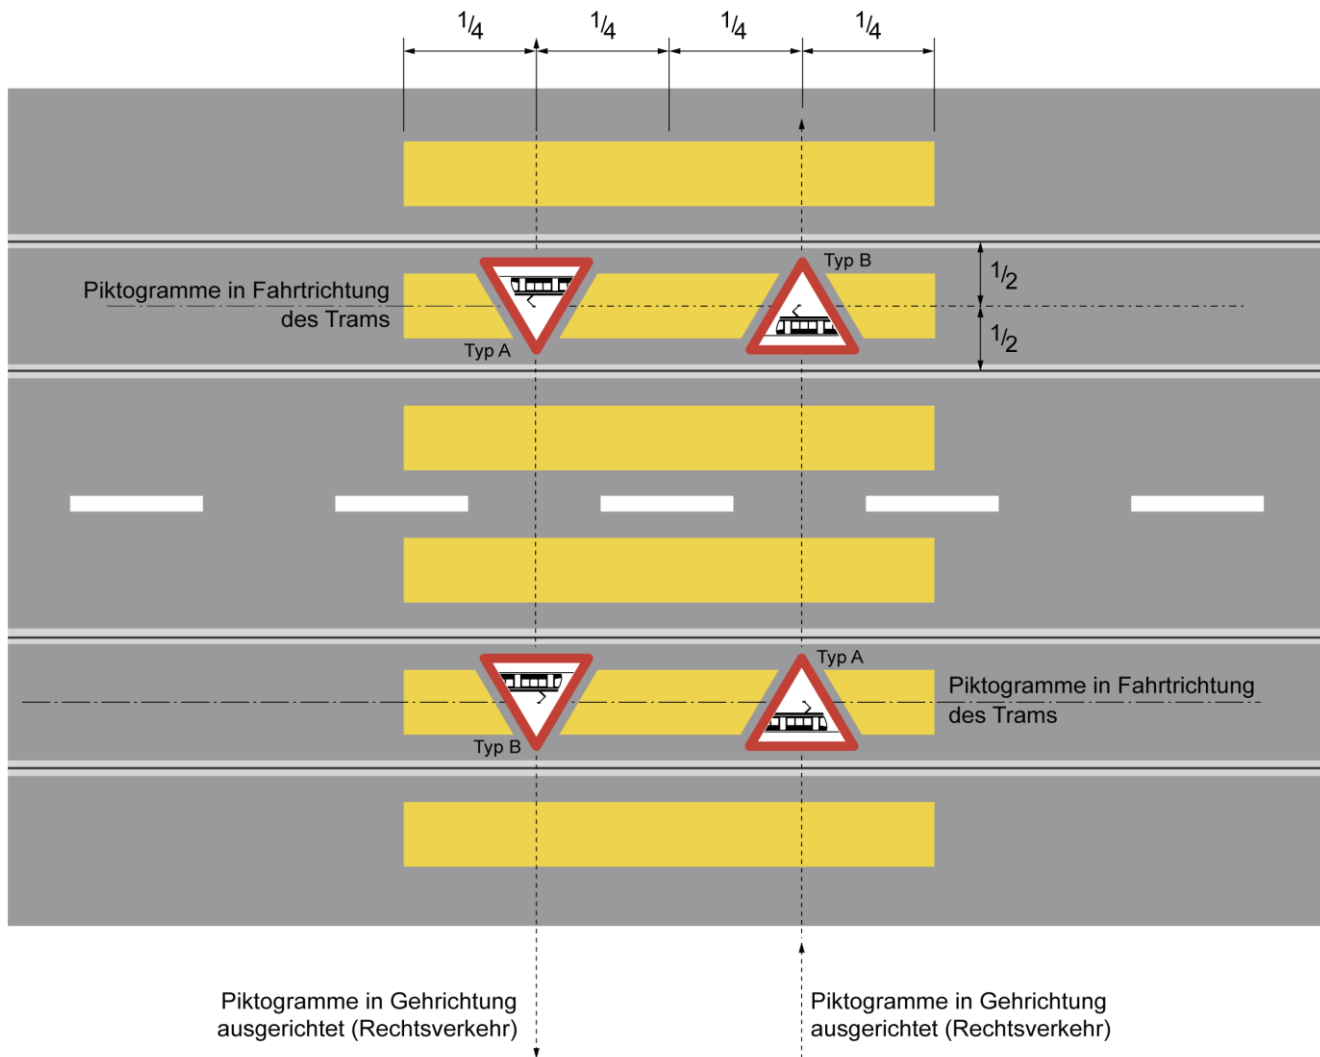 1/4 1/4 1/4 1/4
Typ B
1/2
Piktogramme in Fahrtrichtung
des Trams
1/2
Typ A
Typ A
Piktogramme in Fahrtrichtung
des Trams
Typ B
Piktogramme in Gehrichtung
ausgerichtet (Rechtsverkehr)
Piktogramme in Gehrichtung
ausgerichtet (Rechtsverkehr)